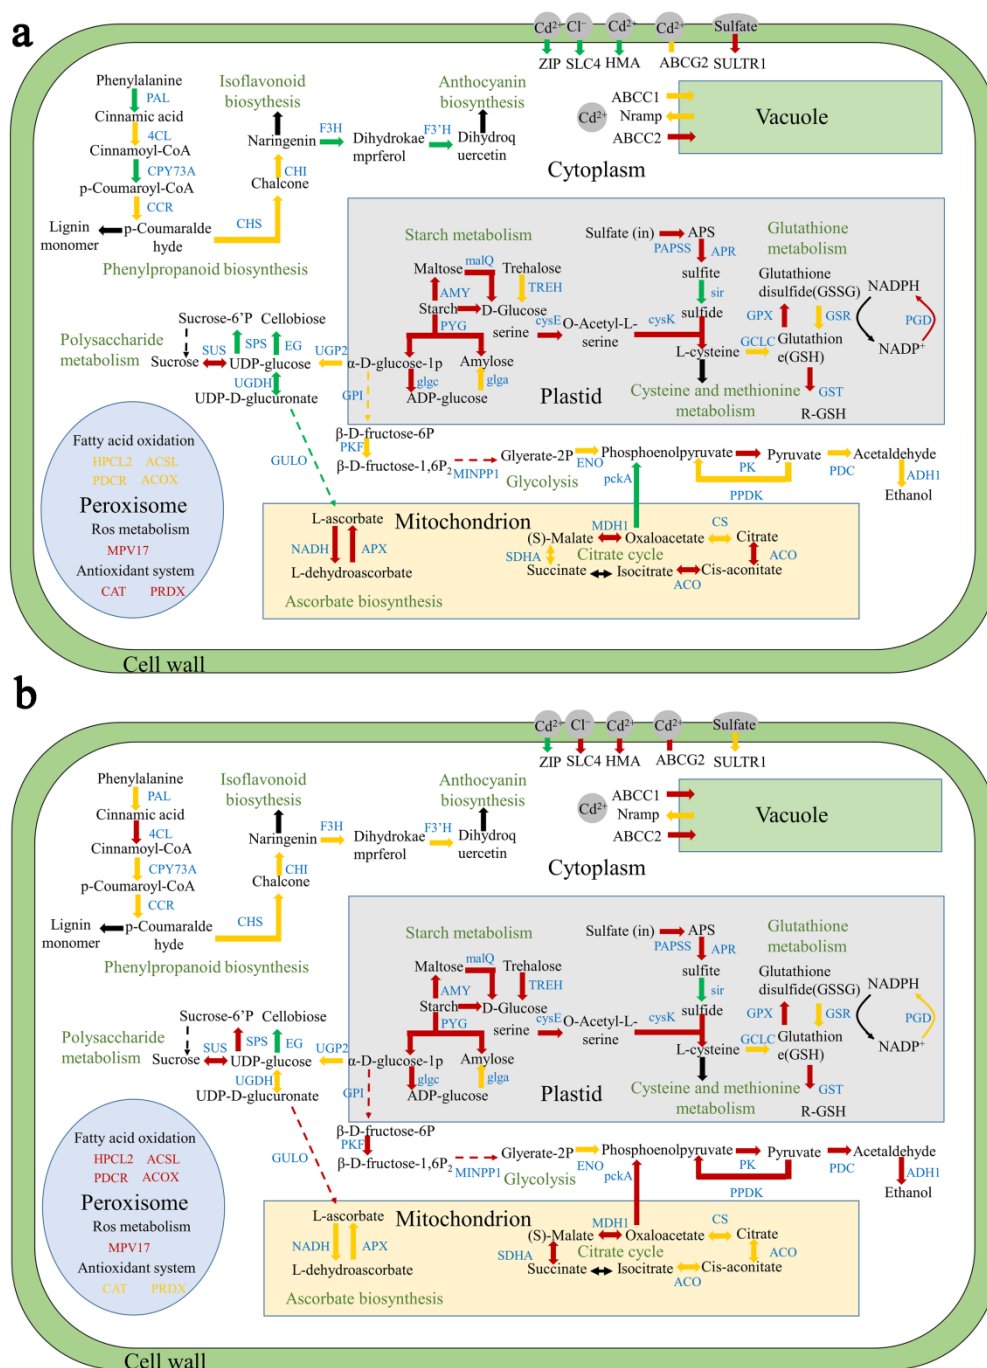 a
Cd²⁺ Cl⁻ Cd²⁺ Cd²⁺ Sulfate
ZIP SLC4 HMA ABCG2 SULTR1
Phenylalanine
PAL
Cinnamic acid
4CL
Cinnamoyl-CoA
CPY73A
p-Coumaroyl-CoA
CCR
Lignin
monomer
p-Coumaralde
hyde
Phenylpropanoid biosynthesis
CHS
Isoflavonoid
biosythesis
Naringenin
CHI
Chalcone
F3H
Dihydrokae
mprferol
F3'H
Anthocyanin
biosynthesis
Dihydroq
uercetin
Cd²⁺
ABCC1
Nramp
ABCC2
Vacuole
Cytoplasm
Starch metabolism
Maltose
malQ
Trehalose
TREH
AMY
Starch
D-Glucose
PYG
serine
cysE
O-Acetyl-L-
serine
cysK
α-D-glucose-1p
Amylose
glgc
glga
ADP-glucose
Plastid
Sulfate (in)
PAPSS
APS
APR
sulfite
sir
sulfide
L-cysteine
Cysteine and methionine
metabolism
Glutathione
metabolism
Glutathione
disulfide(GSSG)
NADPH
GPX
GSR
PGD
GCLC
Glutathion
e(GSH)
NADP⁺
GST
R-GSH
Polysaccharide
metabolism
Sucrose-6'P
Cellobiose
SPS
EG
Sucrose
SUS
UDP-glucose
UGP2
UGDH
UDP-D-glucuronate
GPI
GULO
β-D-fructose-6P
PKF
β-D-fructose-1,6P₂
MINPP1
Glyerate-2P
ENO
Glycolysis
Phosphoenolpyruvate
pckA
PK
Pyruvate
PPDK
PDC
Acetaldehyde
ADH1
Ethanol
Fatty acid oxidation
HPCL2 ACSL
PDCR ACOX
Peroxisome
Ros metabolism
MPV17
Antioxidant system
CAT PRDX
L-ascorbate
NADH
APX
L-dehydroascorbate
Ascorbate biosynthesis
Mitochondrion
(S)-Malate
MDH1
Oxaloacetate
CS
Citrate
SDHA
Citrate cycle
ACO
Succinate
Isocitrate
ACO
Cis-aconitate
Cell wall
b
Cd²⁺ Cl⁻ Cd²⁺ Cd²⁺ Sulfate
ZIP SLC4 HMA ABCG2 SULTR1
Phenylalanine
PAL
Cinnamic acid
4CL
Cinnamoyl-CoA
CPY73A
p-Coumaroyl-CoA
CCR
Lignin
monomer
p-Coumaralde
hyde
Phenylpropanoid biosynthesis
CHS
Isoflavonoid
biosythesis
Naringenin
CHI
Chalcone
F3H
Dihydrokae
mprferol
F3'H
Anthocyanin
biosynthesis
Dihydroq
uercetin
Cd²⁺
ABCC1
Nramp
ABCC2
Vacuole
Cytoplasm
Starch metabolism
Maltose
malQ
Trehalose
TREH
AMY
Starch
D-Glucose
PYG
serine
cysE
O-Acetyl-L-
serine
cysK
α-D-glucose-1p
Amylose
glgc
glga
ADP-glucose
Plastid
Sulfate (in)
PAPSS
APS
APR
sulfite
sir
sulfide
L-cysteine
Cysteine and methionine
metabolism
Glutathione
metabolism
Glutathione
disulfide(GSSG)
NADPH
GPX
GSR
PGD
GCLC
Glutathion
e(GSH)
NADP⁺
GST
R-GSH
Polysaccharide
metabolism
Sucrose-6'P
Cellobiose
SPS
EG
Sucrose
SUS
UDP-glucose
UGP2
UGDH
UDP-D-glucuronate
GPI
GULO
β-D-fructose-6P
PKF
β-D-fructose-1,6P₂
MINPP1
Glyerate-2P
ENO
Glycolysis
Phosphoenolpyruvate
pckA
PK
Pyruvate
PPDK
PDC
Acetaldehyde
ADH1
Ethanol
Fatty acid oxidation
HPCL2 ACSL
PDCR ACOX
Peroxisome
Ros metabolism
MPV17
Antioxidant system
CAT PRDX
L-ascorbate
NADH
APX
L-dehydroascorbate
Ascorbate biosynthesis
Mitochondrion
(S)-Malate
MDH1
Oxaloacetate
CS
Citrate
SDHA
Citrate cycle
ACO
Succinate
Isocitrate
ACO
Cis-aconitate
Cell wall